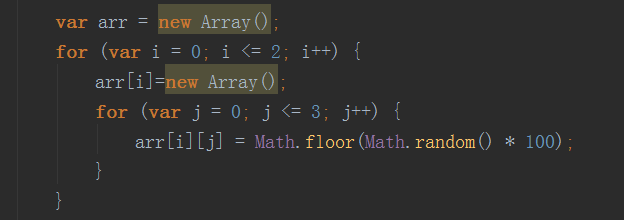 var arr = new Array();
for (var i = 0; i <= 2; i++) {
arr[i]=new Array();
for (var j = 0; j <= 3; j++) {
arr[i][j] = Math.floor(Math.random() * 100);
}
}